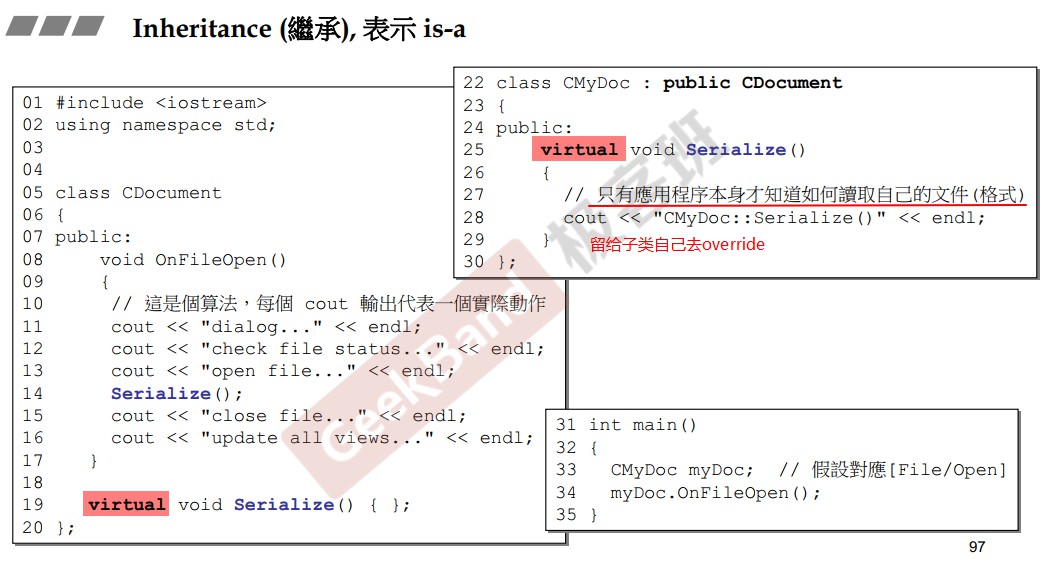 Inheritance (繼承), 表示 is-a
01 #include <iostream>
02 using namespace std;
03
04
05 class CDocument
06 {
07 public:
08 void OnFileOpen()
09 {
10 // 這是個算法，每個 cout 輸出代表一個實際動作
11 cout << "dialog..." << endl;
12 cout << "check file status..." << endl;
13 cout << "open file..." << endl;
14 Serialize();
15 cout << "close file..." << endl;
16 cout << "update all views..." << endl;
17 }
18
19 virtual void Serialize() { };
20 };
22 class CMyDoc : public CDocument
23 {
24 public:
25 virtual void Serialize()
26 {
27 // 只有應用程序本身才知道如何讀取自己的文件(格式)
28 cout << "CMyDoc::Serialize()" << endl;
29 }
留给子类自己去override
30 };
31 int main()
32 {
33 CMyDoc myDoc; // 假設對應[File/Open]
34 myDoc.OnFileOpen();
35 }
GeekBand 极客班
97